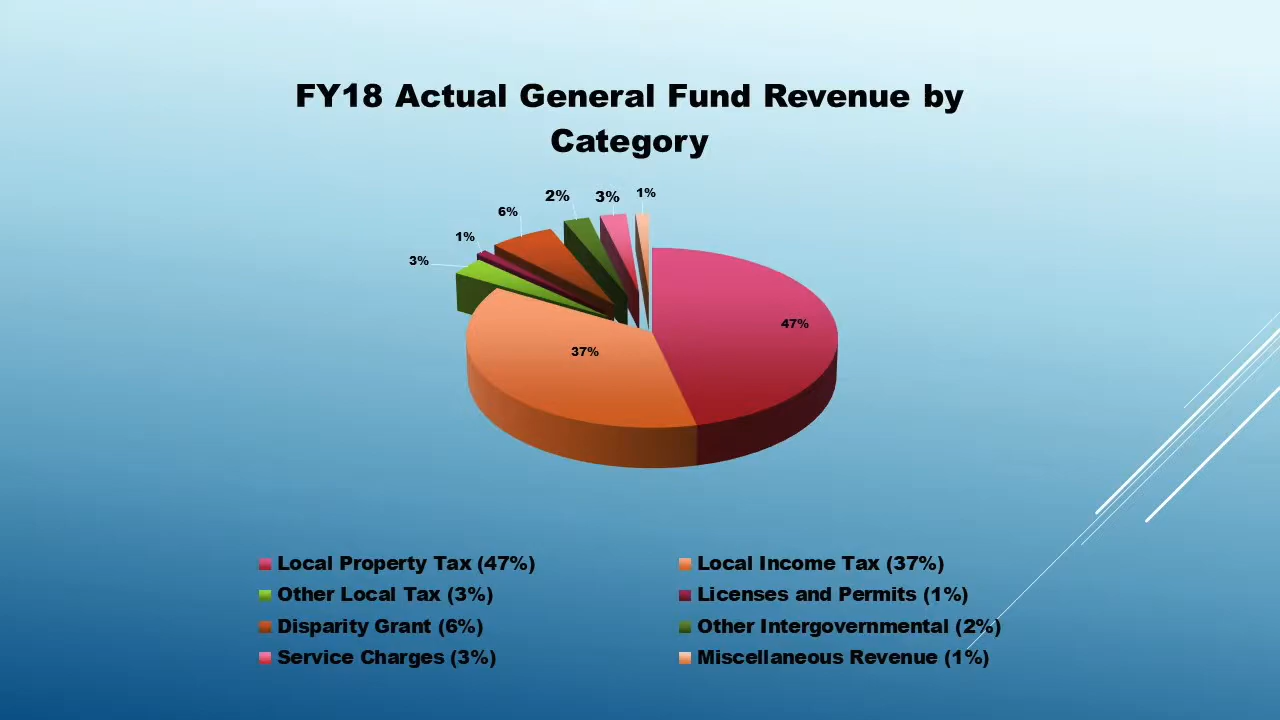 FY18 Actual General Fund Revenue by
Category
1%
2%
3%
6%
1%
3%
47%
37%
Local Property Tax (47%)
Local Income Tax (37%)
Other Local Tax (3%)
Licenses and Permits (1%)
Disparity Grant (6%)
Other Intergovernmental (2%)
Service Charges (3%)
Miscellaneous Revenue (1%)